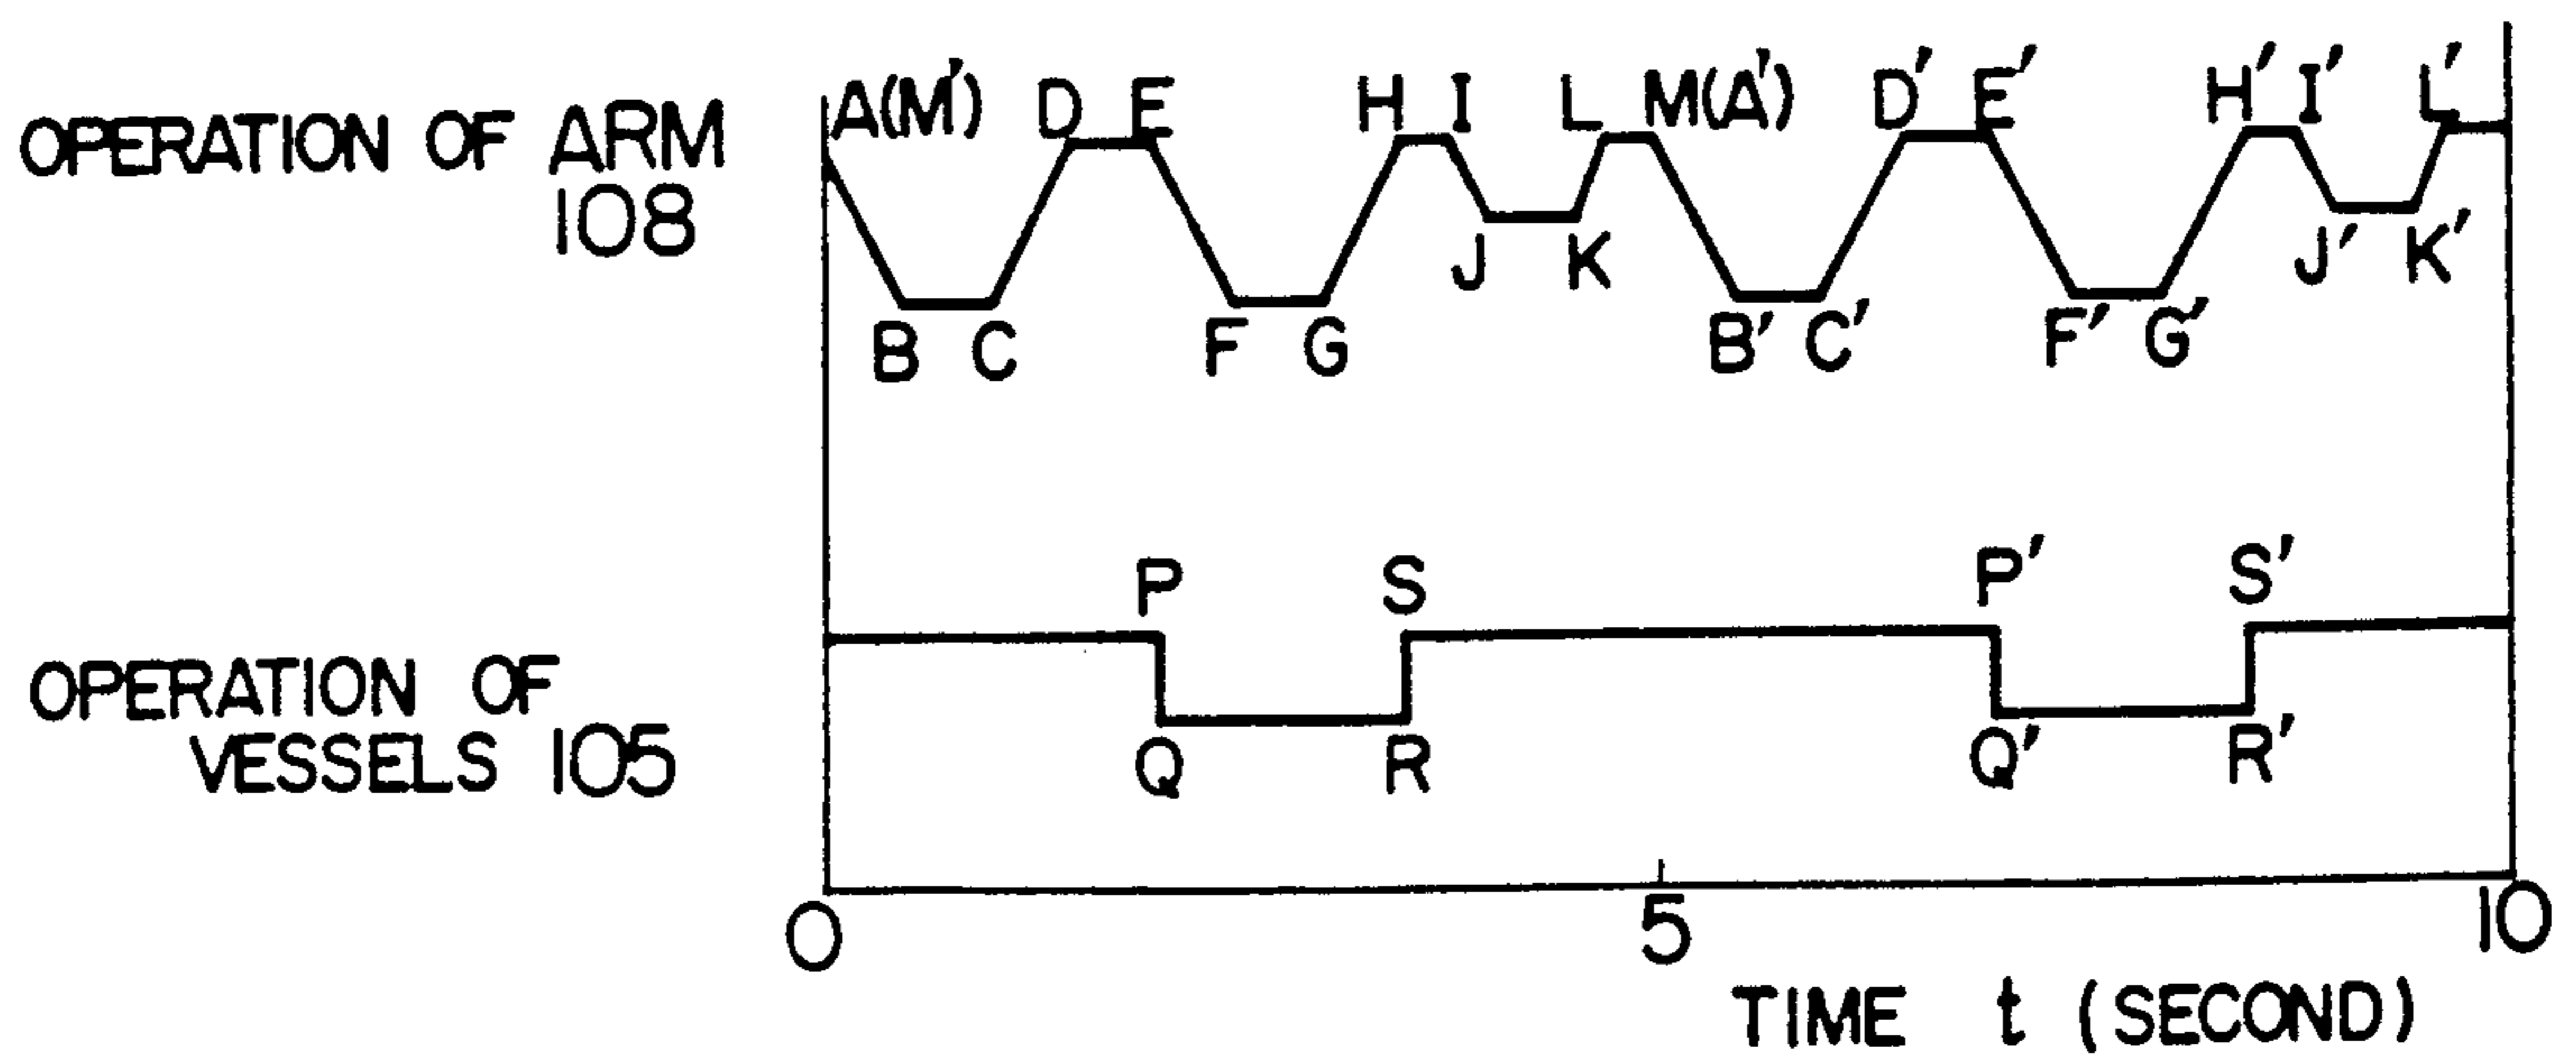 OPERATION OF ARM
108
A(M') D E H I L M(A') D' E' H' I' L'
B C F G J K B' C' F' G' J' K'
P S P' S'
OPERATION OF
VESSELS 105
Q R Q' R'
0 5 10
TIME t (SECOND)